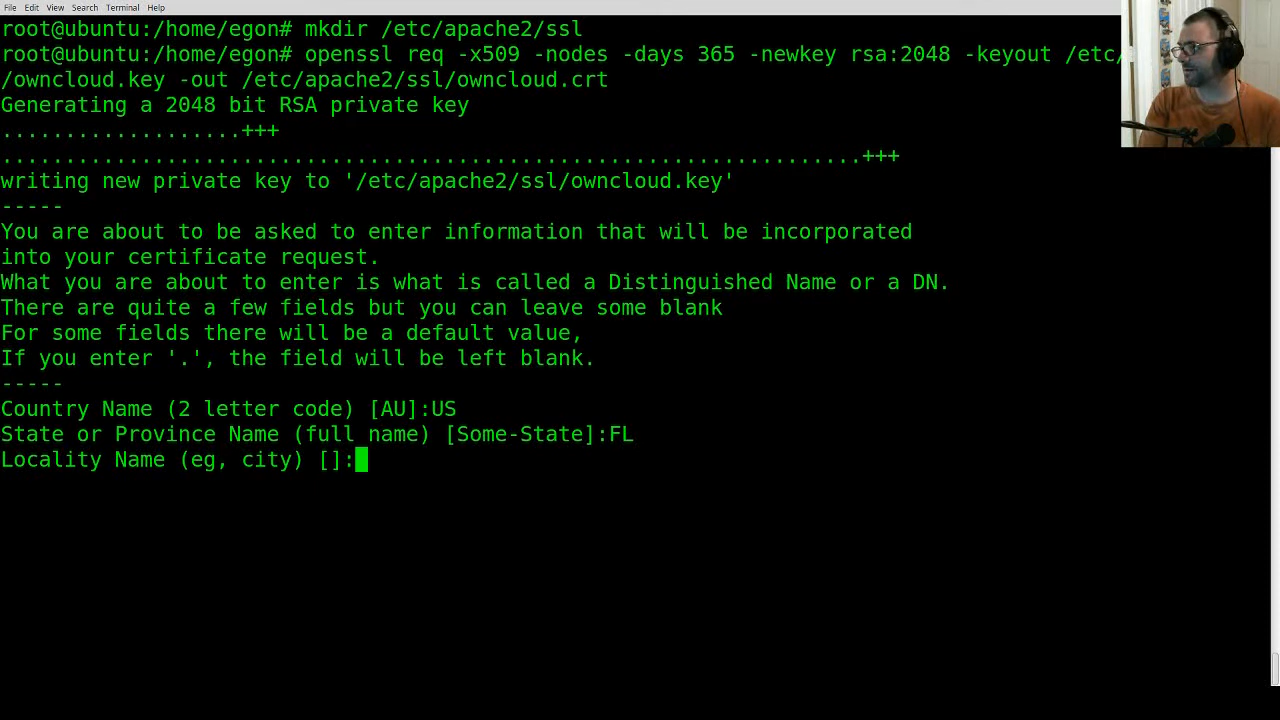 File Edit View Search Terminal Help
root@ubuntu:/home/egon# mkdir /etc/apache2/ssl
root@ubuntu:/home/egon# openssl req -x509 -nodes -days 365 -newkey rsa:2048 -keyout /etc/
/owncloud.key -out /etc/apache2/ssl/owncloud.crt
Generating a 2048 bit RSA private key
...................+++
....................................................................+++
writing new private key to '/etc/apache2/ssl/owncloud.key'
-----
You are about to be asked to enter information that will be incorporated
into your certificate request.
What you are about to enter is what is called a Distinguished Name or a DN.
There are quite a few fields but you can leave some blank
For some fields there will be a default value,
If you enter '.', the field will be left blank.
-----
Country Name (2 letter code) [AU]:US
State or Province Name (full name) [Some-State]:FL
Locality Name (eg, city) []: